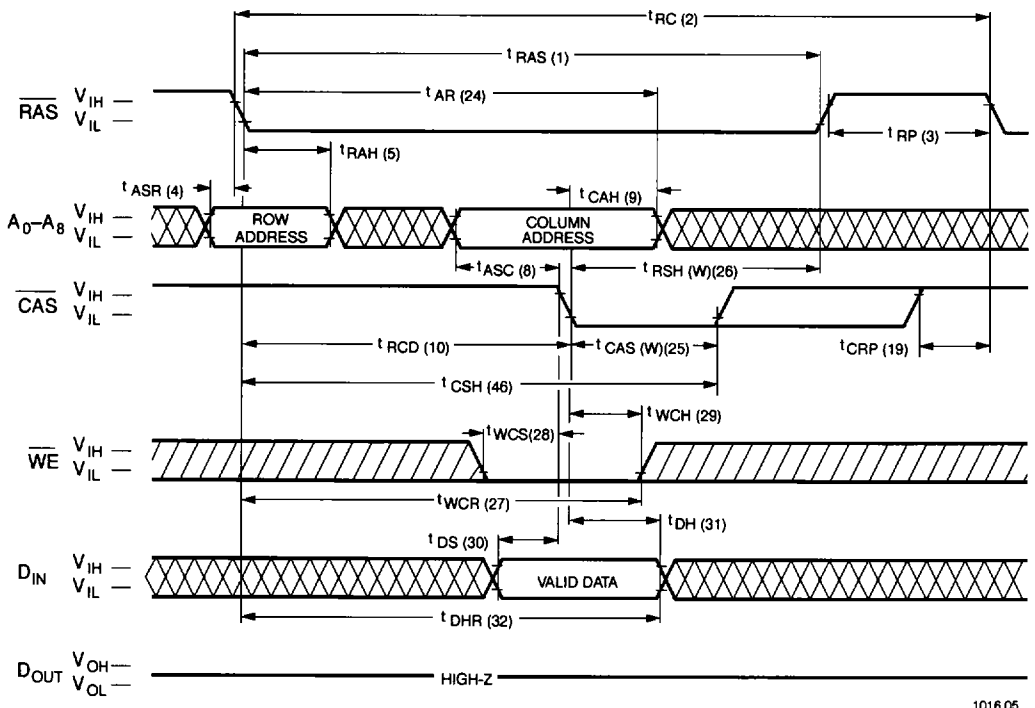 tRC (2)
tRAS (1)
tAR (24)
RAS VIH
VIL
tRP (3)
tRAH (5)
tASR (4)
tCAH (9)
A0–A8 VIH
VIL
ROW ADDRESS
COLUMN ADDRESS
tASC (8)
tRSH (W)(26)
CAS VIH
VIL
tRCD (10)
tCAS (W)(25)
tCRP (19)
tCSH (46)
tWCH (29)
tWCS(28)
WE VIH
VIL
tWCR (27)
tDH (31)
tDS (30)
DIN VIH
VIL
VALID DATA
tDHR (32)
DOUT VOH
VOL
HIGH-Z
1016 05